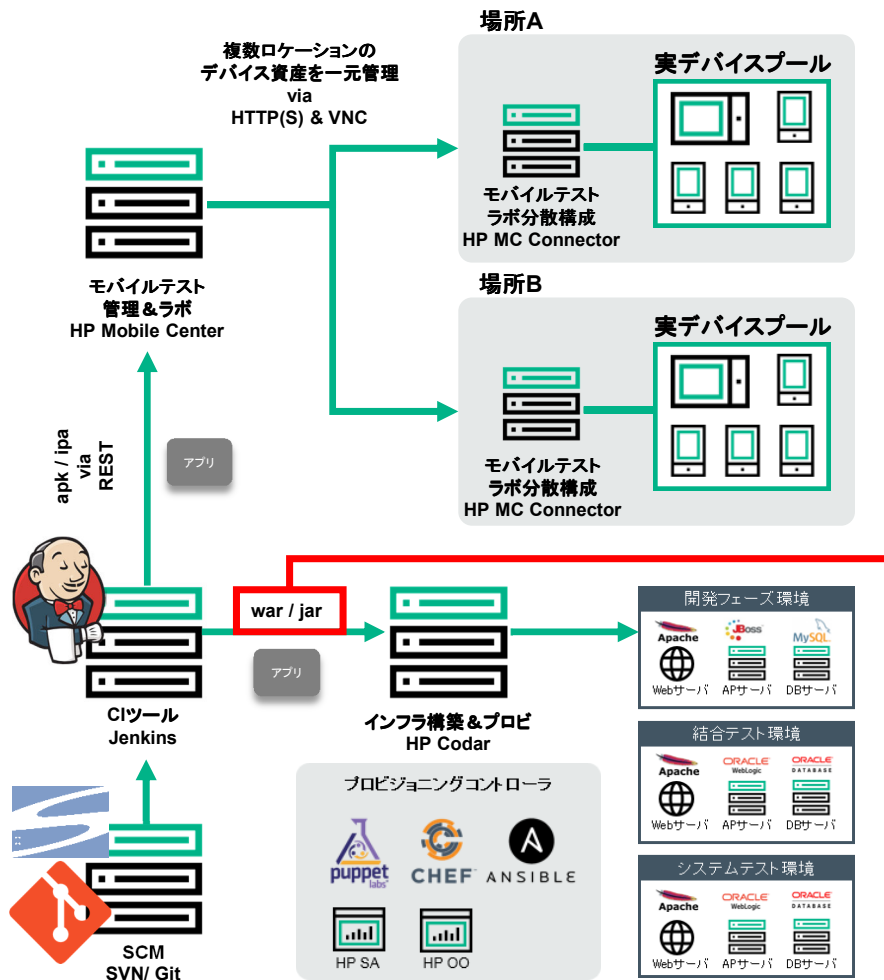 場所A
複数ロケーションの
デバイス資産を一元管理
via
HTTP(S) & VNC
実デバイスプール
モバイルテスト
ラボ分散構成
HP MC Connector
モバイルテスト
管理&ラボ
HP Mobile Center
場所B
実デバイスプール
モバイルテスト
ラボ分散構成
HP MC Connector
apk / ipa
via
REST
アプリ
war / jar
アプリ
CIツール
Jenkins
インフラ構築&プロビ
HP Codar
開発フェーズ環境
Apache
JBoss
MySQL
Webサーバ
APサーバ
DBサーバ
結合テスト環境
Apache
ORACLE
WebLogic
ORACLE
DATABASE
Webサーバ
APサーバ
DBサーバ
システムテスト環境
Apache
ORACLE
WebLogic
ORACLE
DATABASE
Webサーバ
APサーバ
DBサーバ
プロビジョニングコントローラ
puppet
labs
CHEF
ANSIBLE
HP SA
HP OO
SCM
SVN/ Git